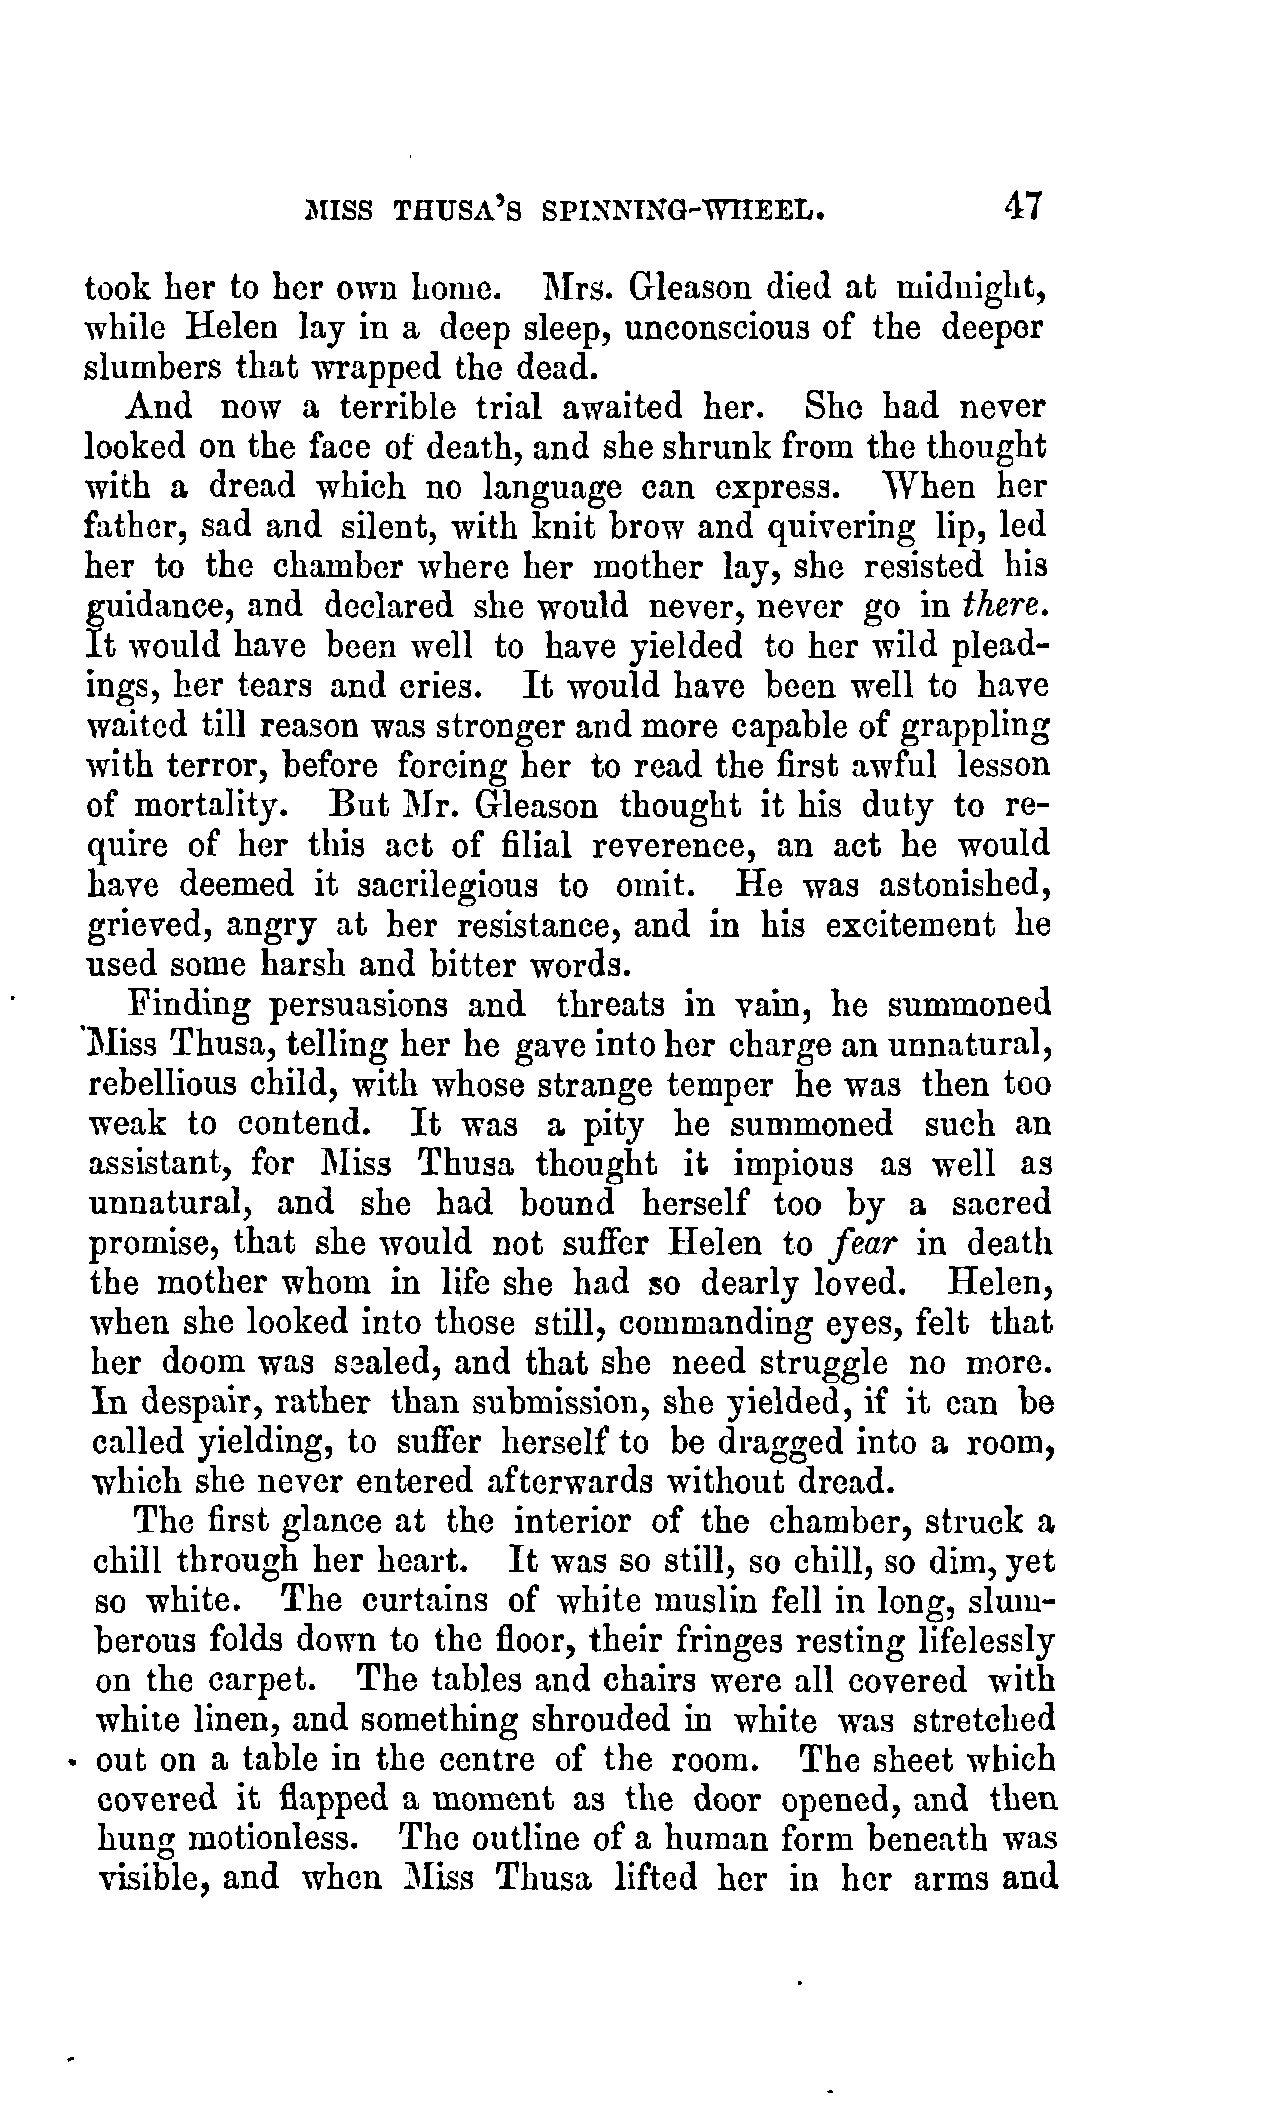 MISS THUSA'S SPINNING-WHEEL. 47
took her to her own home. Mrs. Gleason died at midnight,
while Helen lay in a deep sleep, unconscious of the deeper
slumbers that wrapped the dead.
And now a terrible trial awaited her. She had never
looked on the face of death, and she shrunk from the thought
with a dread which no language can express. When her
father, sad and silent, with knit brow and quivering lip, led
her to the chamber where her mother lay, she resisted his
guidance, and declared she would never, never go in there.
It would have been well to have yielded to her wild plead-
ings, her tears and cries. It would have been well to have
waited till reason was stronger and more capable of grappling
with terror, before forcing her to read the first awful lesson
of mortality. But Mr. Gleason thought it his duty to re-
quire of her this act of filial reverence, an act he would
have deemed it sacrilegious to omit. He was astonished,
grieved, angry at her resistance, and in his excitement he
used some harsh and bitter words.
Finding persuasions and threats in vain, he summoned
Miss Thusa, telling her he gave into her charge an unnatural,
rebellious child, with whose strange temper he was then too
weak to contend. It was a pity he summoned such an
assistant, for Miss Thusa thought it impious as well as
unnatural, and she had bound herself too by a sacred
promise, that she would not suffer Helen to fear in death
the mother whom in life she had so dearly loved. Helen,
when she looked into those still, commanding eyes, felt that
her doom was sealed, and that she need struggle no more.
In despair, rather than submission, she yielded, if it can be
called yielding, to suffer herself to be dragged into a room,
which she never entered afterwards without dread.
The first glance at the interior of the chamber, struck a
chill through her heart. It was so still, so chill, so dim, yet
so white. The curtains of white muslin fell in long, slum-
berous folds down to the floor, their fringes resting lifelessly
on the carpet. The tables and chairs were all covered with
white linen, and something shrouded in white was stretched
out on a table in the centre of the room. The sheet which
covered it flapped a moment as the door opened, and then
hung motionless. The outline of a human form beneath was
visible, and when Miss Thusa lifted her in her arms and